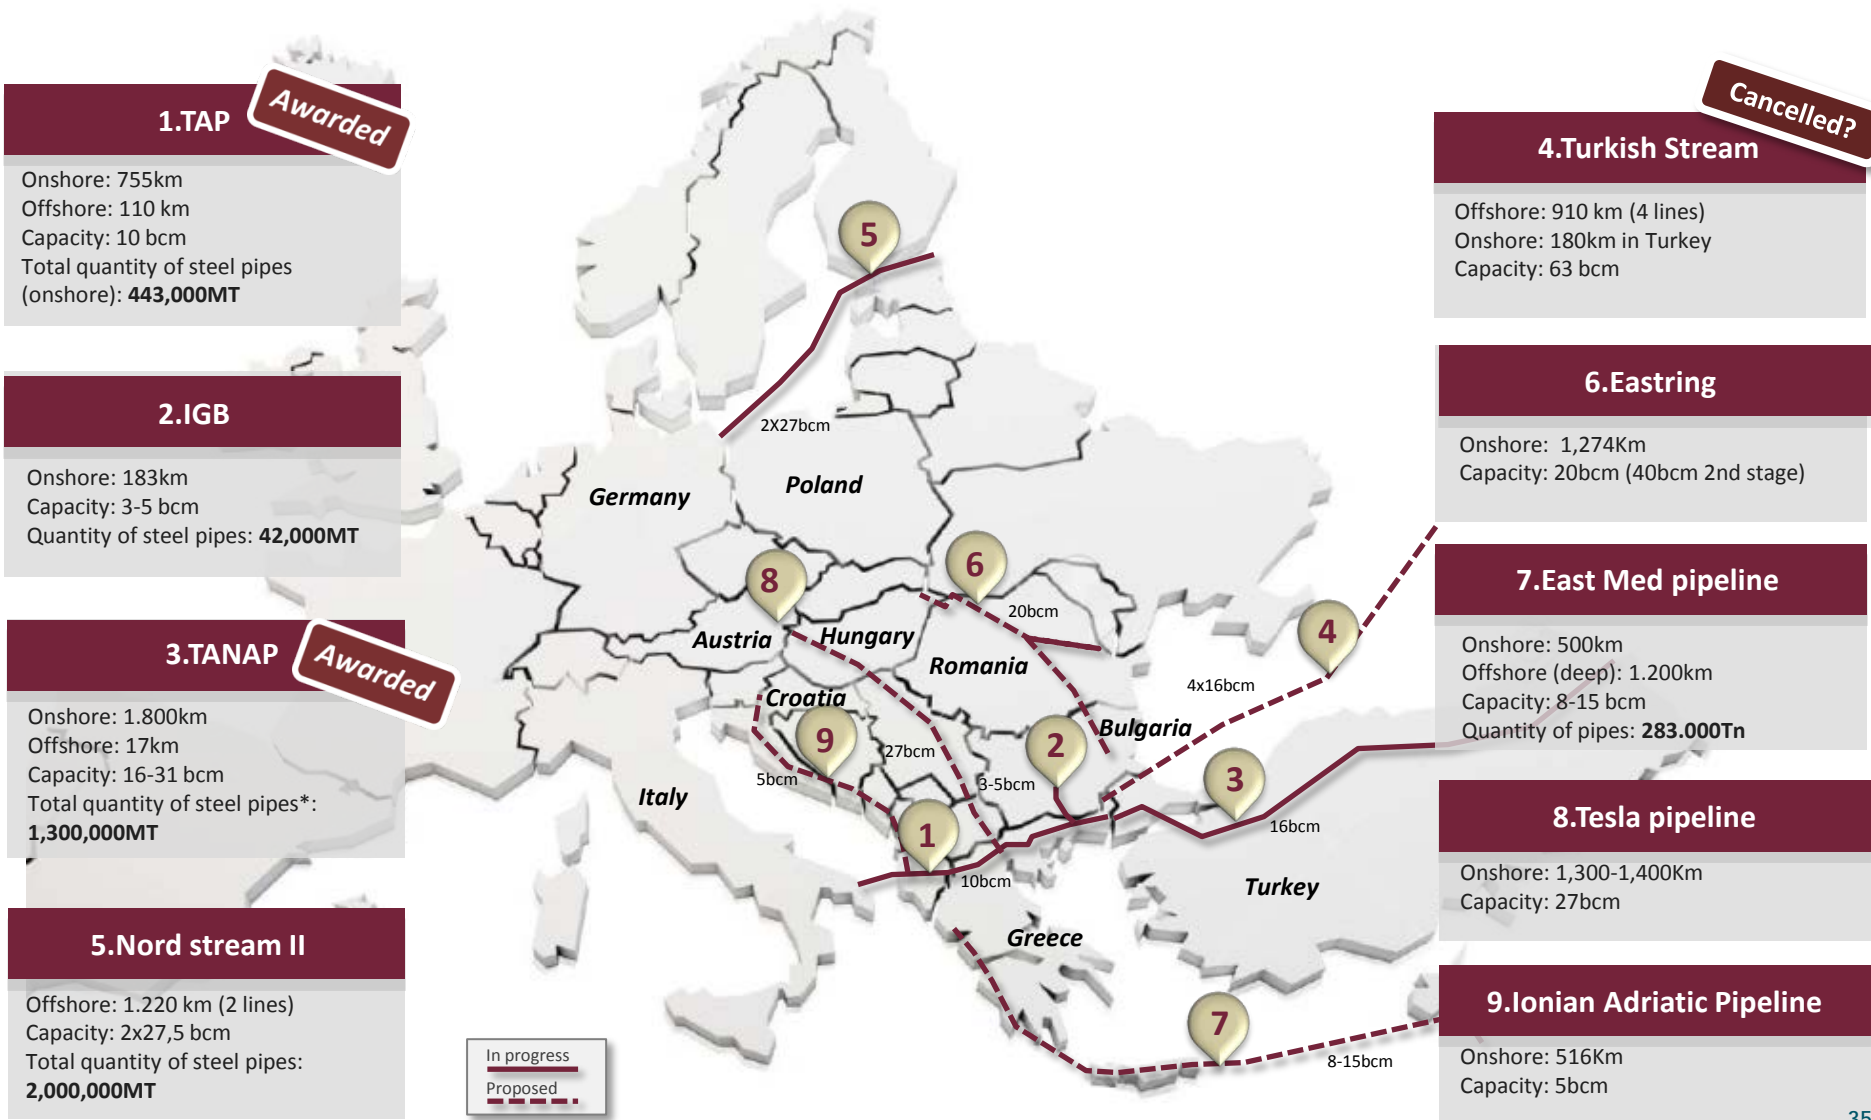 1.TAP
Awarded
Onshore: 755km
Offshore: 110 km
Capacity: 10 bcm
Total quantity of steel pipes
(onshore): 443,000MT
2.IGB
Onshore: 183km
Capacity: 3-5 bcm
Quantity of steel pipes: 42,000MT
3.TANAP
Awarded
Onshore: 1.800km
Offshore: 17km
Capacity: 16-31 bcm
Total quantity of steel pipes*:
1,300,000MT
5.Nord stream II
Offshore: 1.220 km (2 lines)
Capacity: 2x27,5 bcm
Total quantity of steel pipes:
2,000,000MT
5
2X27bcm
Poland
Germany
8
6
20bcm
Austria
Hungary
Romania
4
4x16bcm
Croatia
Bulgaria
9
27bcm
2
5bcm
3-5bcm
3
Italy
16bcm
1
10bcm
Turkey
Greece
7
8-15bcm
In progress
Proposed
Cancelled?
4.Turkish Stream
Offshore: 910 km (4 lines)
Onshore: 180km in Turkey
Capacity: 63 bcm
6.Eastring
Onshore: 1,274Km
Capacity: 20bcm (40bcm 2nd stage)
7.East Med pipeline
Onshore: 500km
Offshore (deep): 1.200km
Capacity: 8-15 bcm
Quantity of pipes: 283.000Tn
8.Tesla pipeline
Onshore: 1,300-1,400Km
Capacity: 27bcm
9.Ionian Adriatic Pipeline
Onshore: 516Km
Capacity: 5bcm
35